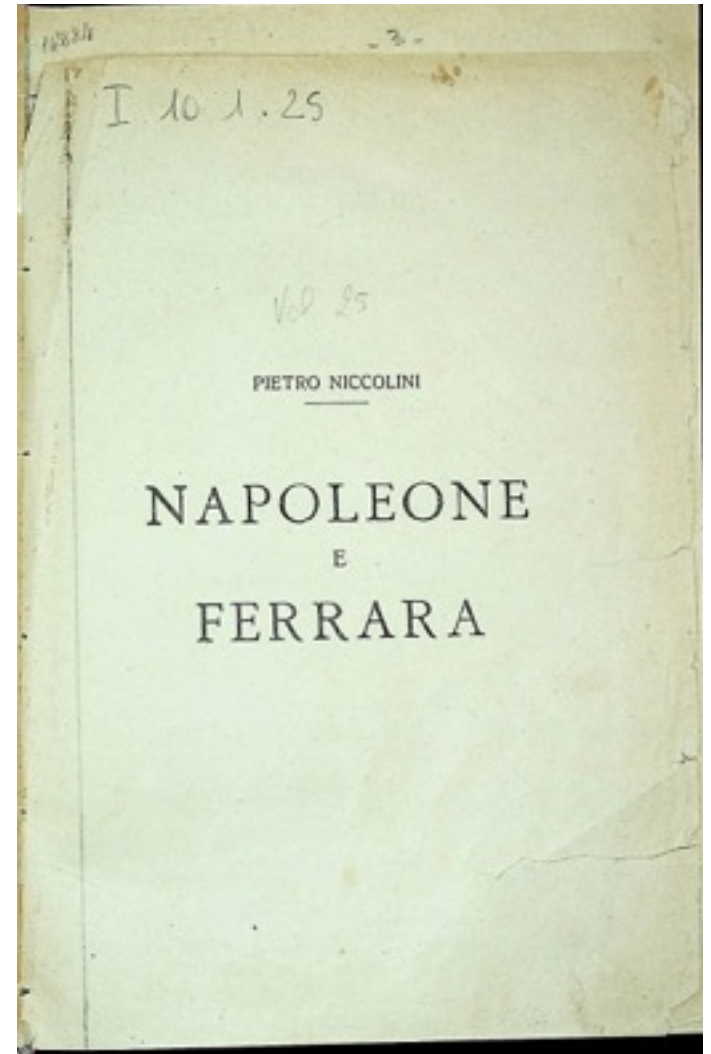 - 3 -
I 10 1.25
Vol 25
PIETRO NICCOLINI
NAPOLEONE
E
FERRARA